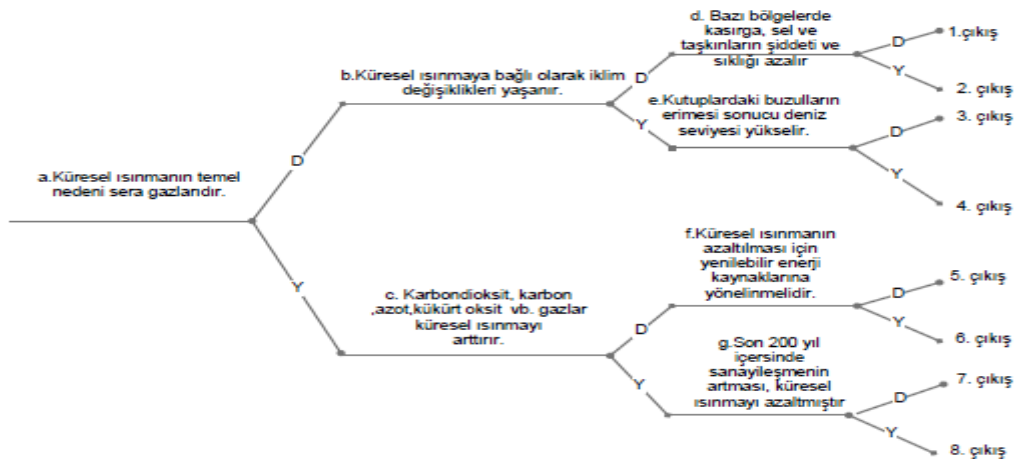 d. Bazı bölgelerde
kasırga, sel ve
taşkınların şiddeti ve
sıklığı azalır
D
1.çıkış
Y
2. çıkış
b.Küresel ısınmaya bağlı olarak iklim
değişiklikleri yaşanır.
D
Y
e.Kutuplardaki buzulların
erimesi sonucu deniz
seviyesi yükselir.
D
3. çıkış
Y
4. çıkış
a.Küresel ısınmanın temel
nedeni sera gazlarıdır.
D
Y
c. Karbondioksit, karbon
,azot,kükürt oksit vb. gazlar
küresel ısınmayı
arttırır.
D
Y
f.Küresel ısınmanın
azaltılması için
yenilebilir enerji
kaynaklarına
yönelinmelidir.
D
5. çıkış
Y
6. çıkış
g.Son 200 yıl
içersinde
sanayileşmenin
artması, küresel
ısınmayı azaltmıştır
D
7. çıkış
Y
8. çıkış